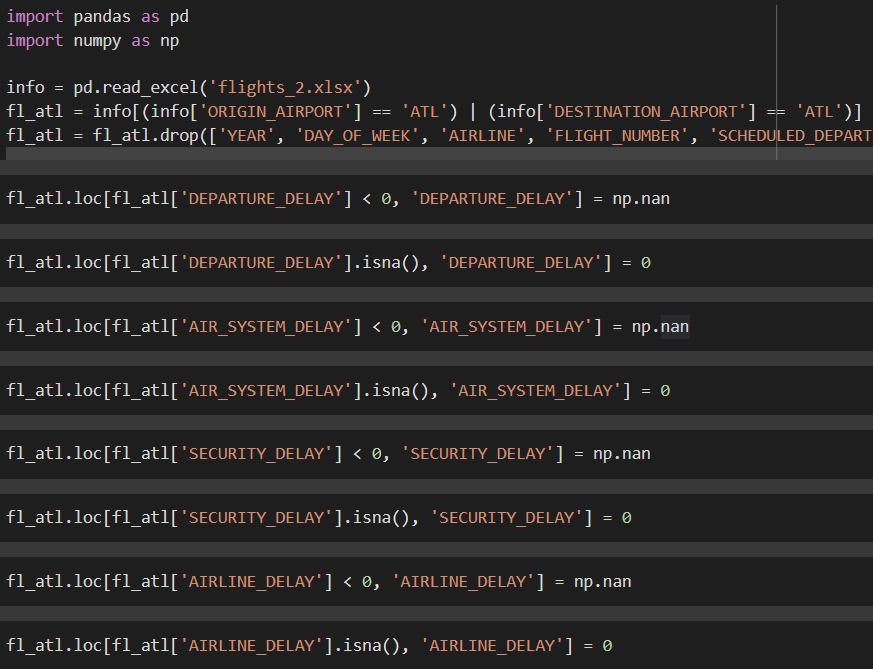 import pandas as pd
import numpy as np
info = pd.read_excel('flights_2.xlsx')
fl_atl = info[(info['ORIGIN_AIRPORT'] == 'ATL') | (info['DESTINATION_AIRPORT'] == 'ATL')]
fl_atl = fl_atl.drop(['YEAR', 'DAY_OF_WEEK', 'AIRLINE', 'FLIGHT_NUMBER', 'SCHEDULED_DEPART
fl_atl.loc[fl_atl['DEPARTURE_DELAY'] < 0, 'DEPARTURE_DELAY'] = np.nan
fl_atl.loc[fl_atl['DEPARTURE_DELAY'].isna(), 'DEPARTURE_DELAY'] = 0
fl_atl.loc[fl_atl['AIR_SYSTEM_DELAY'] < 0, 'AIR_SYSTEM_DELAY'] = np.nan
fl_atl.loc[fl_atl['AIR_SYSTEM_DELAY'].isna(), 'AIR_SYSTEM_DELAY'] = 0
fl_atl.loc[fl_atl['SECURITY_DELAY'] < 0, 'SECURITY_DELAY'] = np.nan
fl_atl.loc[fl_atl['SECURITY_DELAY'].isna(), 'SECURITY_DELAY'] = 0
fl_atl.loc[fl_atl['AIRLINE_DELAY'] < 0, 'AIRLINE_DELAY'] = np.nan
fl_atl.loc[fl_atl['AIRLINE_DELAY'].isna(), 'AIRLINE_DELAY'] = 0